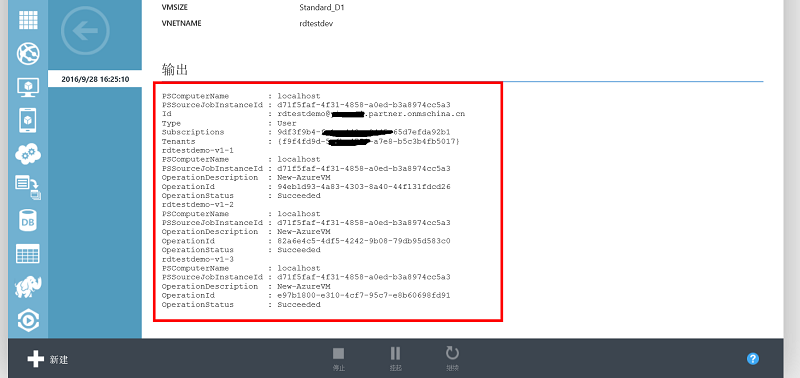 VMSIZE Standard_D1
VNETNAME rdtestdev
输出
2016/9/28 16:25:10
PSComputerName : localhost
PSSourceJobInstanceId : d71f5faf-4f31-4858-a0ed-b3a8974cc5a3
Id : rdtestdemo@ .partner.onmschina.cn
Type : User
Subscriptions : 9df3f9b4- 65d7efda92b1
Tenants : {f9f4fd9d- -a7e8-b5c3b4fb5017}
rdtestdemo-v1-1
PSComputerName : localhost
PSSourceJobInstanceId : d71f5faf-4f31-4858-a0ed-b3a8974cc5a3
OperationDescription : New-AzureVM
OperationId : 94eb1d93-4a83-4303-8a40-44f131fdcd26
OperationStatus : Succeeded
rdtestdemo-v1-2
PSComputerName : localhost
PSSourceJobInstanceId : d71f5faf-4f31-4858-a0ed-b3a8974cc5a3
OperationDescription : New-AzureVM
OperationId : 82a6e4c5-4df5-4242-9b08-79db95d583c0
OperationStatus : Succeeded
rdtestdemo-v1-3
PSComputerName : localhost
PSSourceJobInstanceId : d71f5faf-4f31-4858-a0ed-b3a8974cc5a3
OperationDescription : New-AzureVM
OperationId : e97b1800-e310-4cf7-95c7-e8b60698fd91
OperationStatus : Succeeded
DB
新建
停止 挂起 继续
?